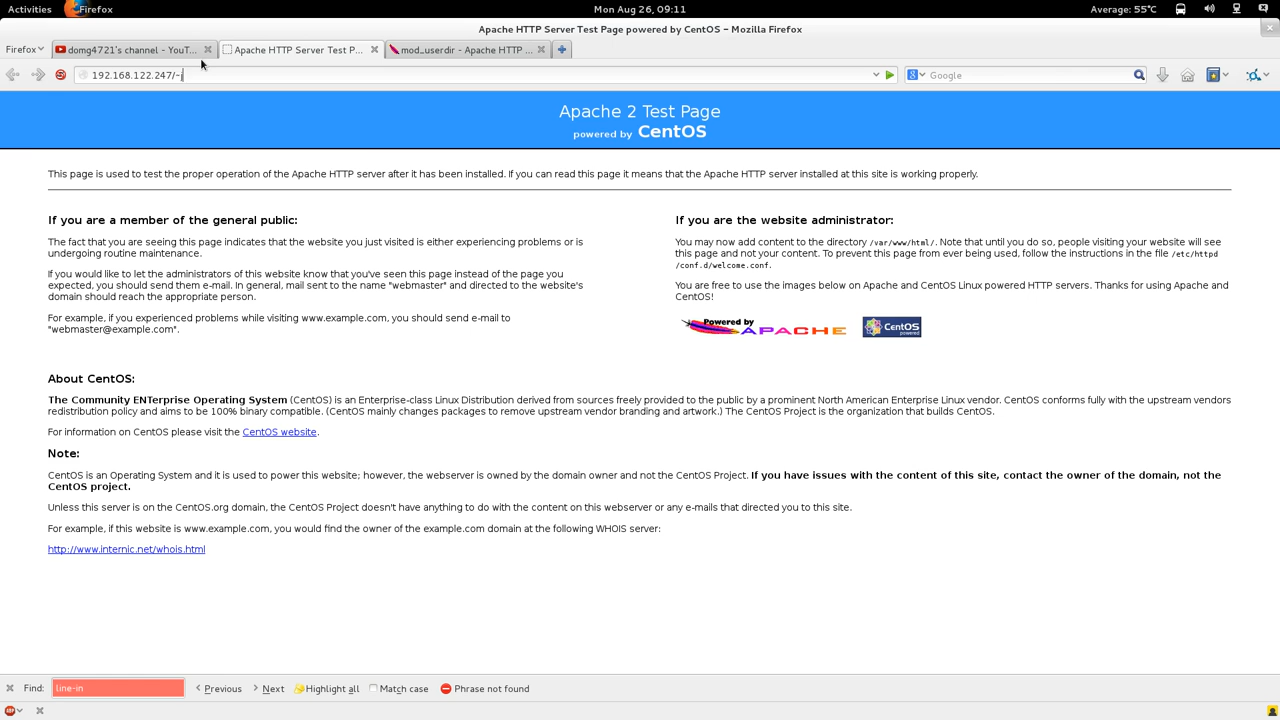 Activities Firefox Mon Aug 26, 09:11 Average: 55°C
Apache HTTP Server Test Page powered by CentOS - Mozilla Firefox
Firefox domg4721's channel - YouT... Apache HTTP Server Test P... mod_userdir - Apache HTTP ...
192.168.122.247/~j Google
Apache 2 Test Page
powered by CentOS
This page is used to test the proper operation of the Apache HTTP server after it has been installed. If you can read this page it means that the Apache HTTP server installed at this site is working properly.
If you are a member of the general public:
The fact that you are seeing this page indicates that the website you just visited is either experiencing problems or is
undergoing routine maintenance.
If you would like to let the administrators of this website know that you've seen this page instead of the page you
expected, you should send them e-mail. In general, mail sent to the name "webmaster" and directed to the website's
domain should reach the appropriate person.
For example, if you experienced problems while visiting www.example.com, you should send e-mail to
"webmaster@example.com".
If you are the website administrator:
You may now add content to the directory /var/www/html/. Note that until you do so, people visiting your website will see
this page and not your content. To prevent this page from ever being used, follow the instructions in the file /etc/httpd
/conf.d/welcome.conf.
You are free to use the images below on Apache and CentOS Linux powered HTTP servers. Thanks for using Apache and
CentOS!
Powered by
APACHE
CentOS
powered
About CentOS:
The Community ENTerprise Operating System (CentOS) is an Enterprise-class Linux Distribution derived from sources freely provided to the public by a prominent North American Enterprise Linux vendor. CentOS conforms fully with the upstream vendors
redistribution policy and aims to be 100% binary compatible. (CentOS mainly changes packages to remove upstream vendor branding and artwork.) The CentOS Project is the organization that builds CentOS.
For information on CentOS please visit the CentOS website.
Note:
CentOS is an Operating System and it is used to power this website; however, the webserver is owned by the domain owner and not the CentOS Project. If you have issues with the content of this site, contact the owner of the domain, not the
CentOS project.
Unless this server is on the CentOS.org domain, the CentOS Project doesn't have anything to do with the content on this webserver or any e-mails that directed you to this site.
For example, if this website is www.example.com, you would find the owner of the example.com domain at the following WHOIS server:
http://www.internic.net/whois.html
Find: line-in Previous Next Highlight all Match case Phrase not found